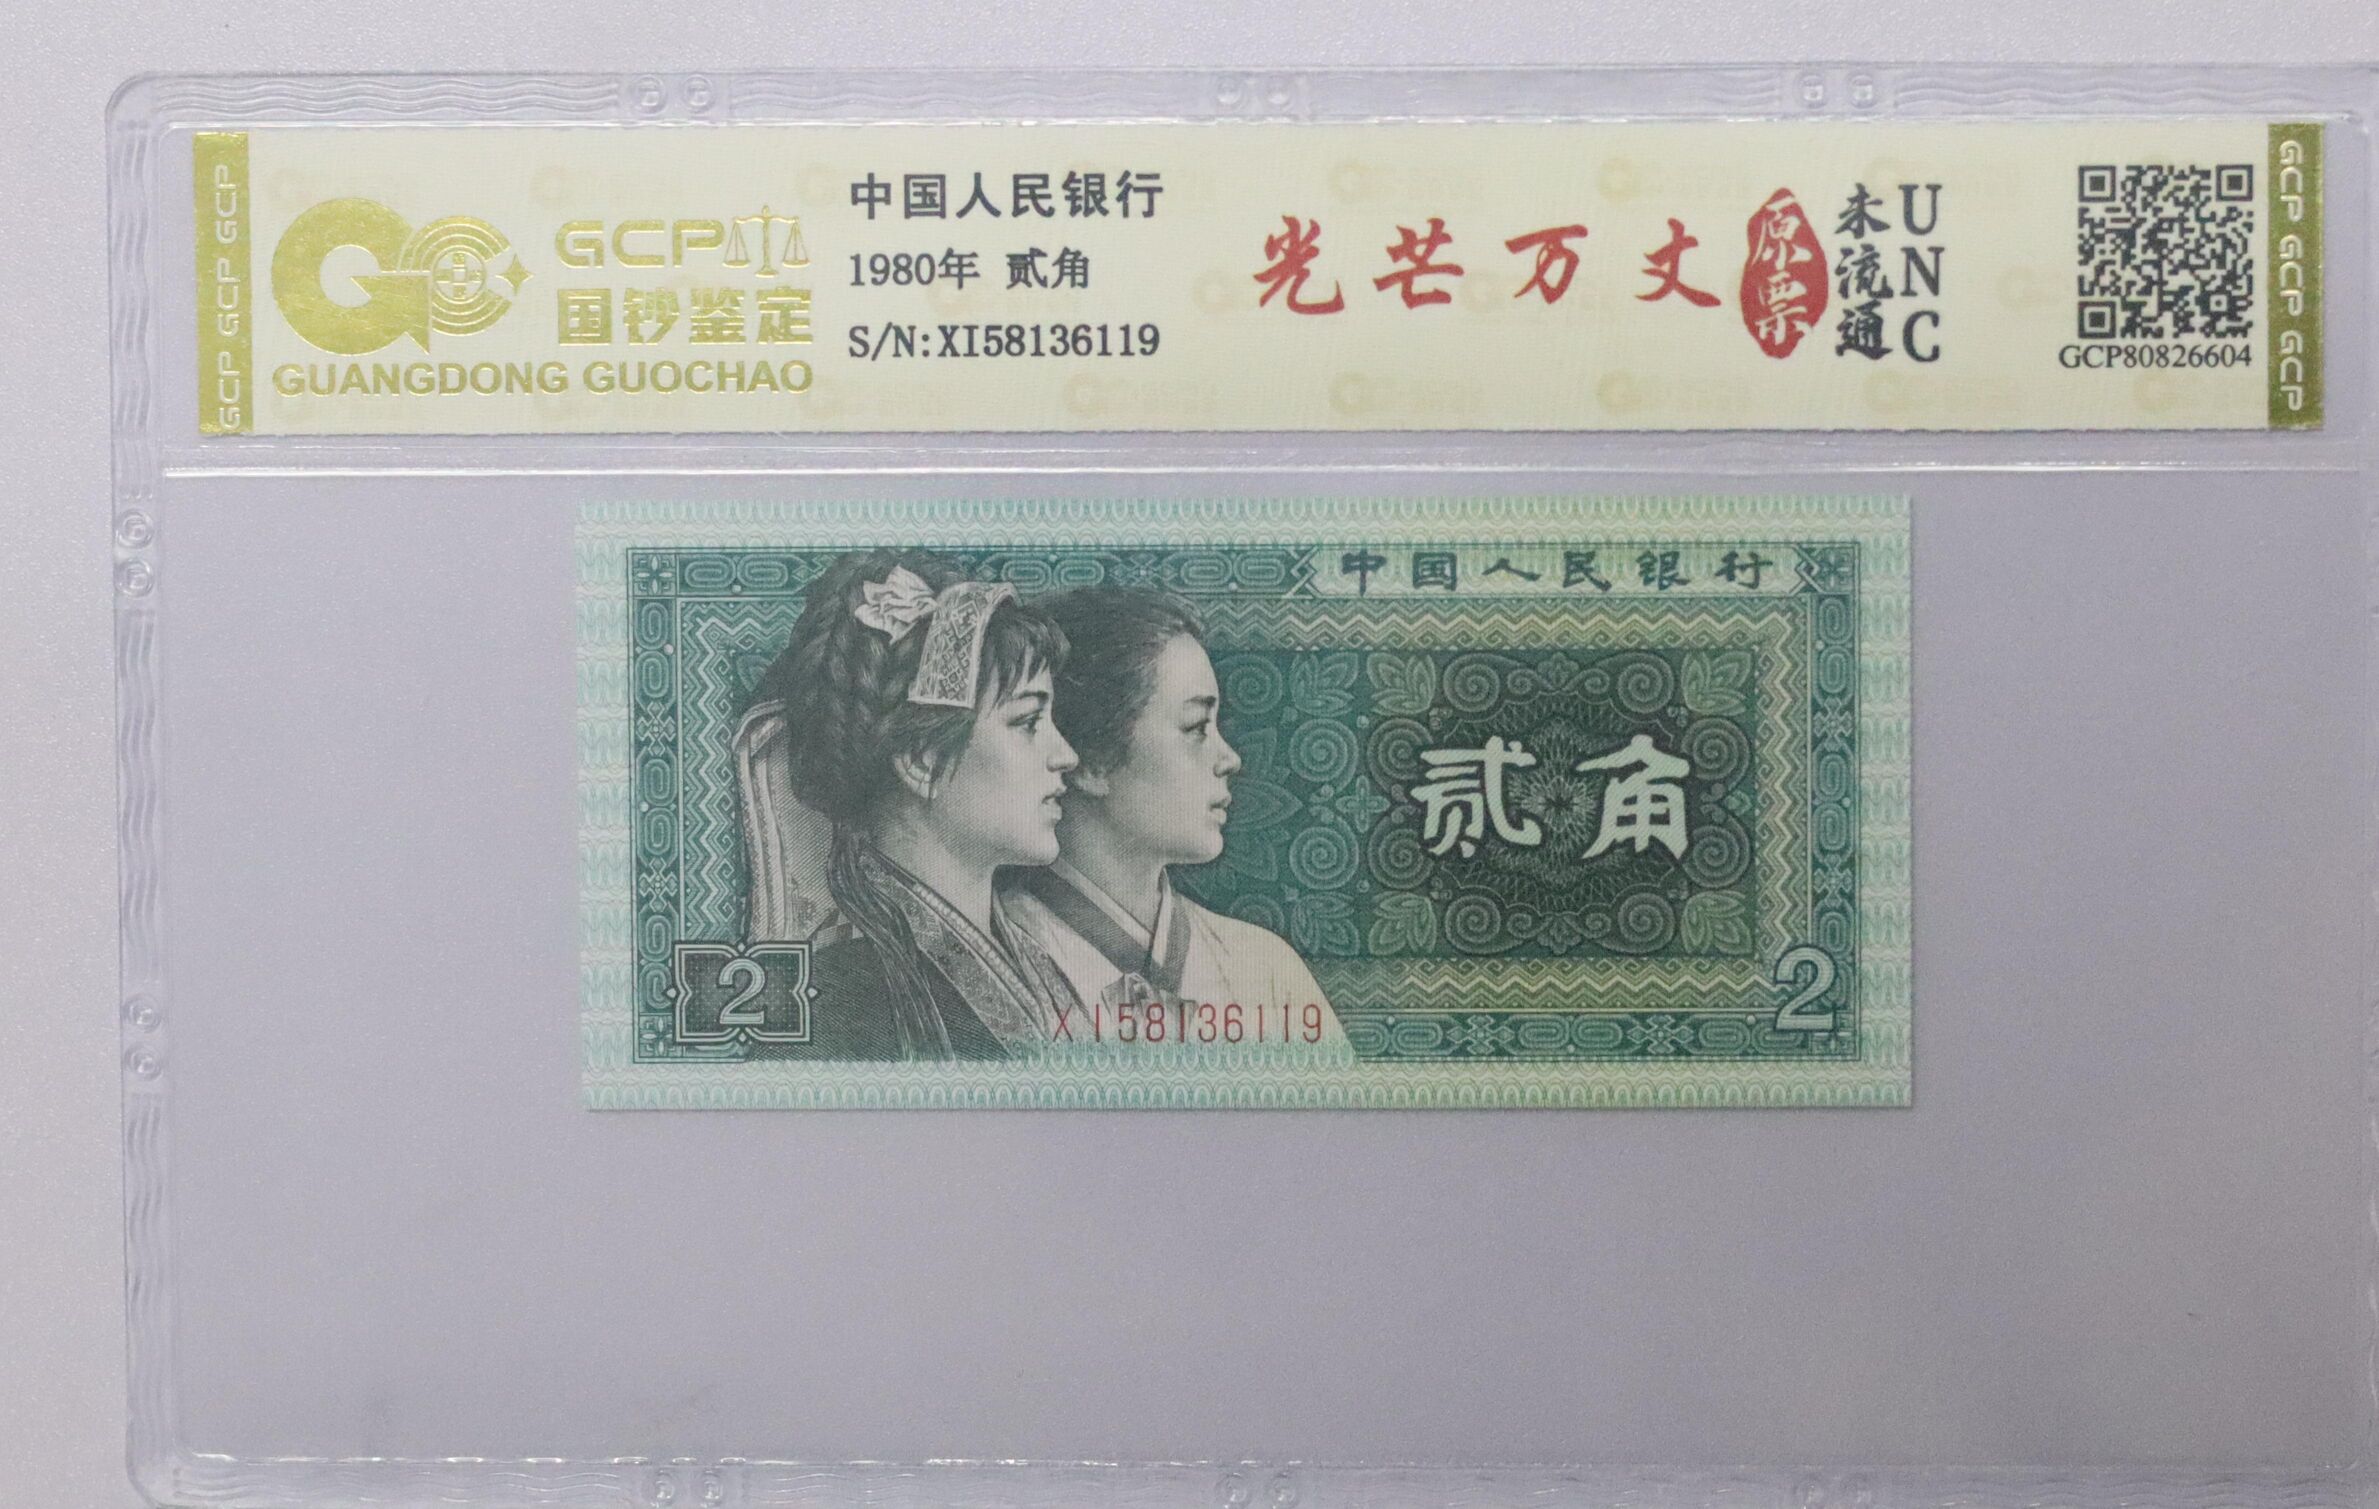 GCP GCP GCP
GCP
国钞鉴定
GUANGDONG GUOCHAO
中国人民银行
1980年 贰角
S/N:XI58136119
光芒万丈
原票
未流通
UNC
GCP80826604
GCP GCP GCP
中国人民银行
贰角
2
XI58136119
2